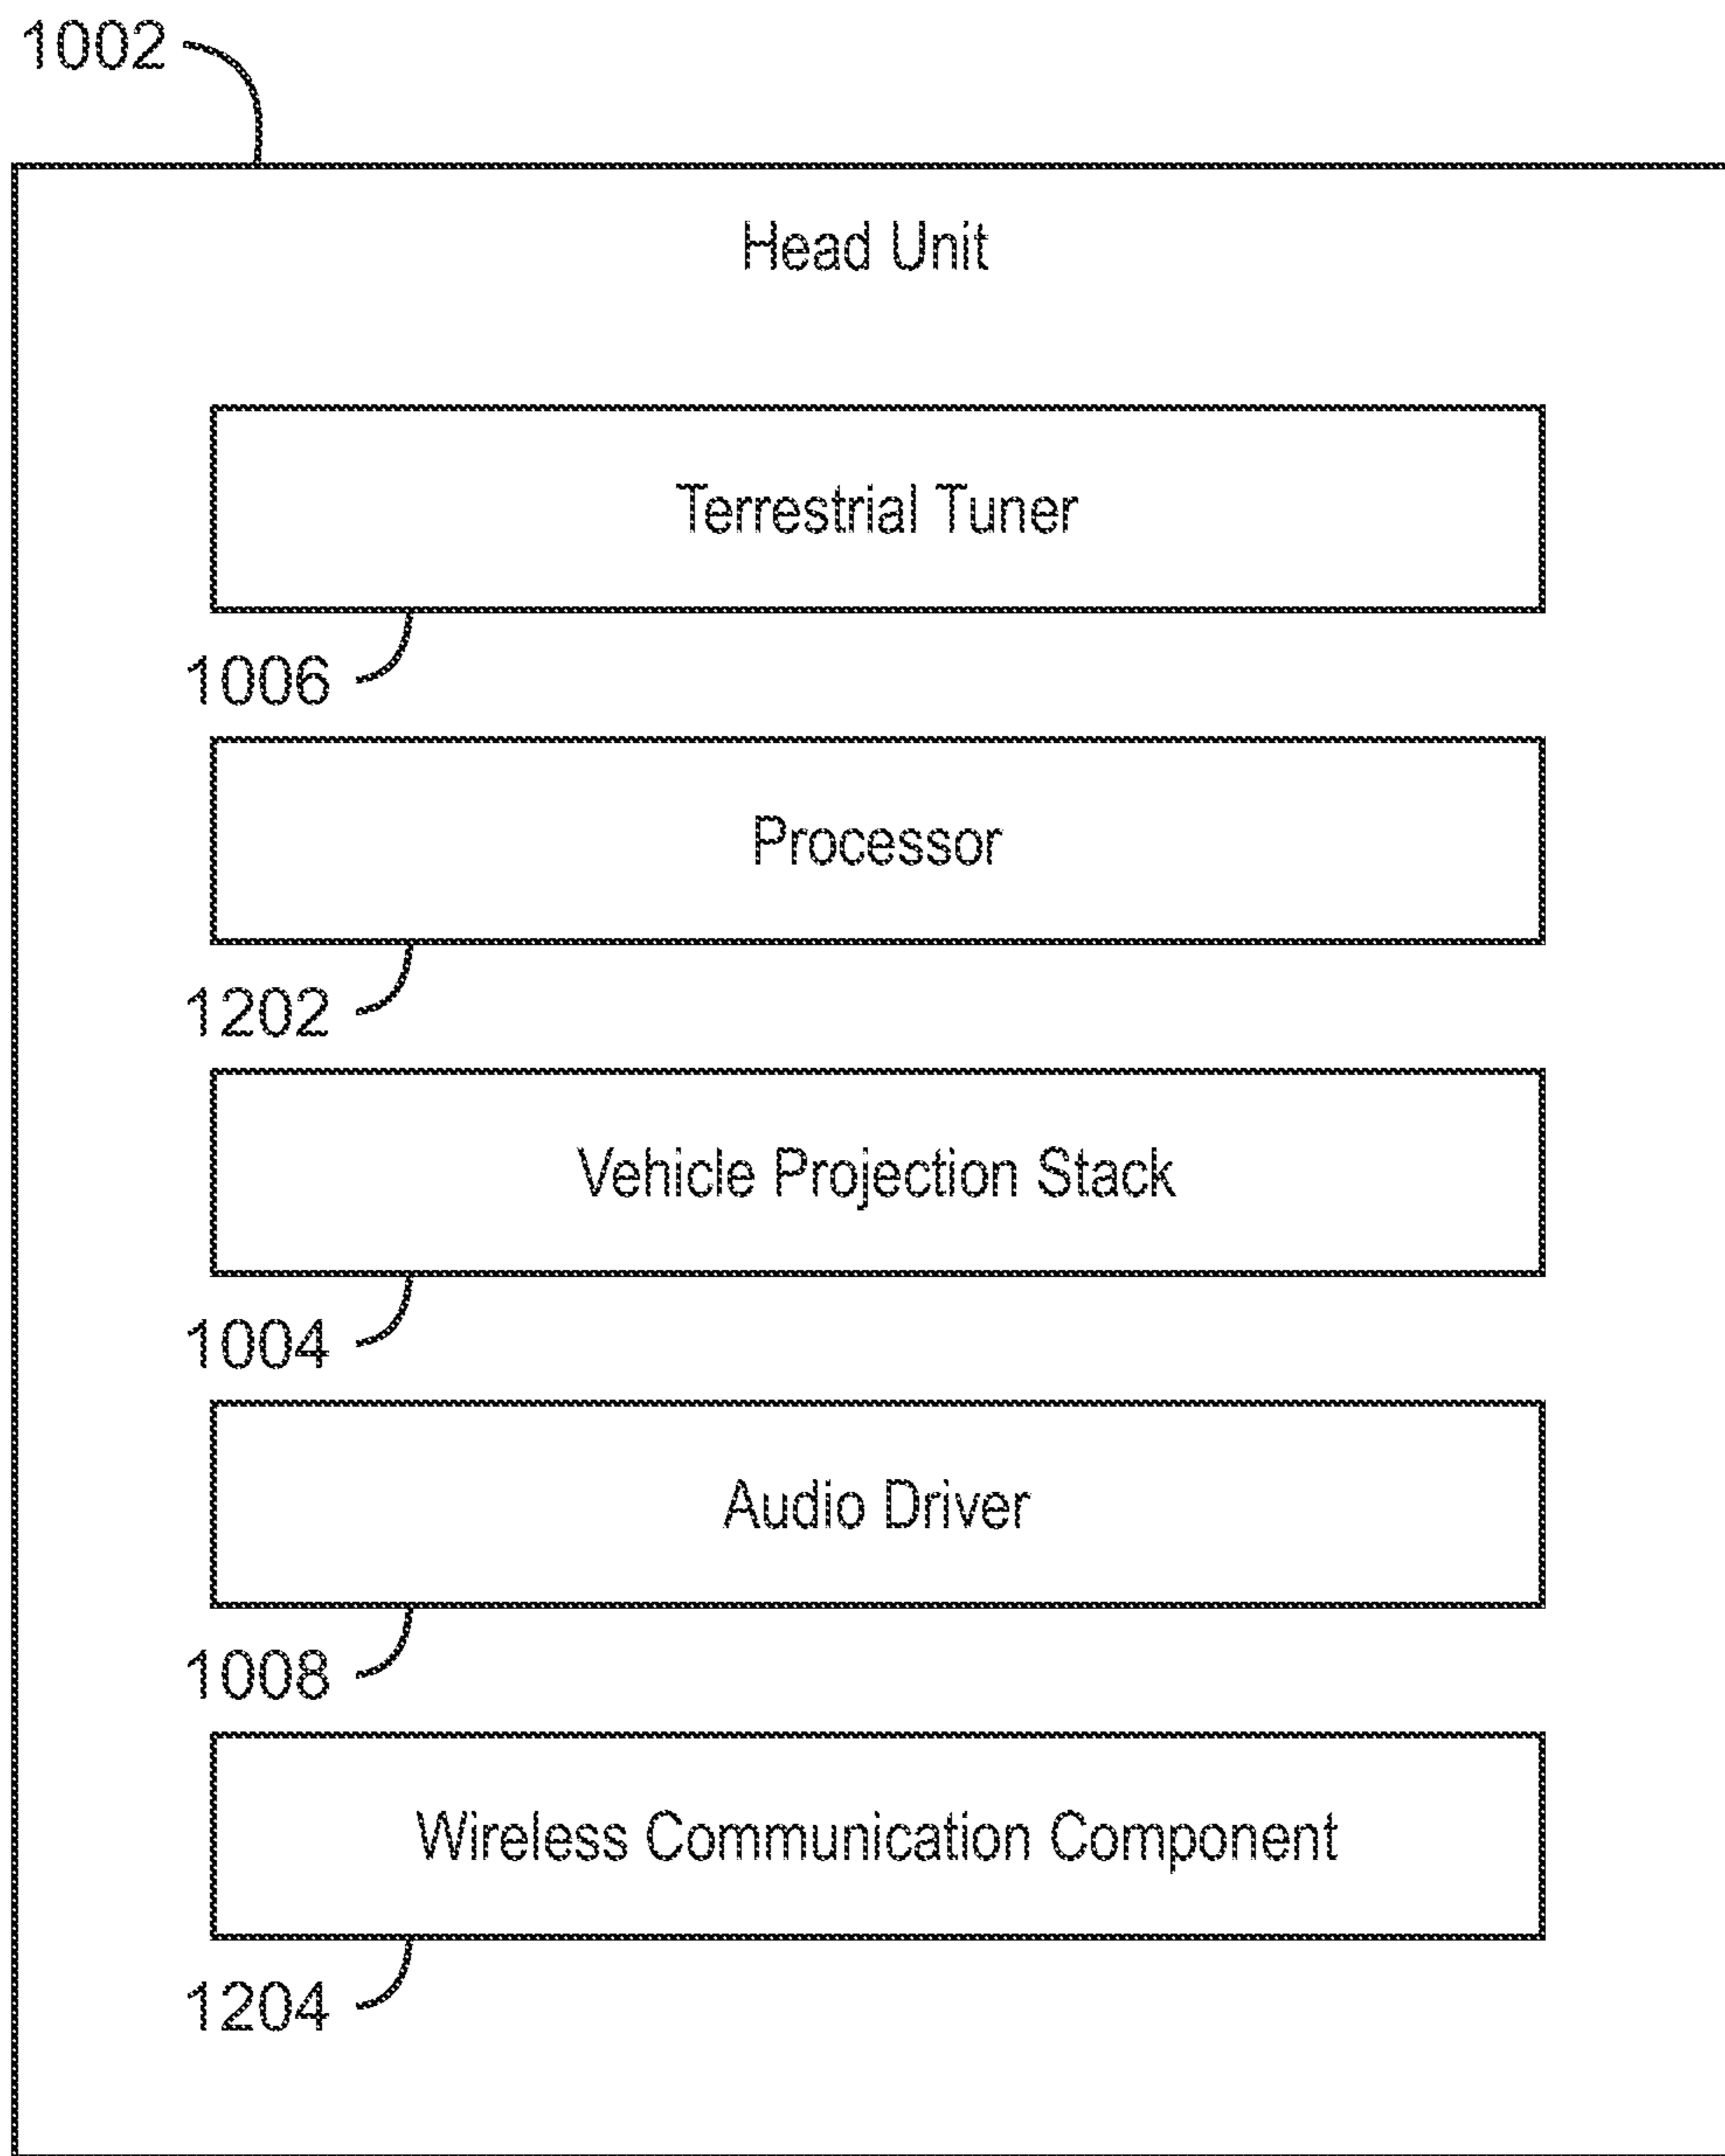 1002
Head Unit
Terrestrial Tuner
1006
Processor
1202
Vehicle Projection Stack
1004
Audio Driver
1008
Wireless Communication Component
1204